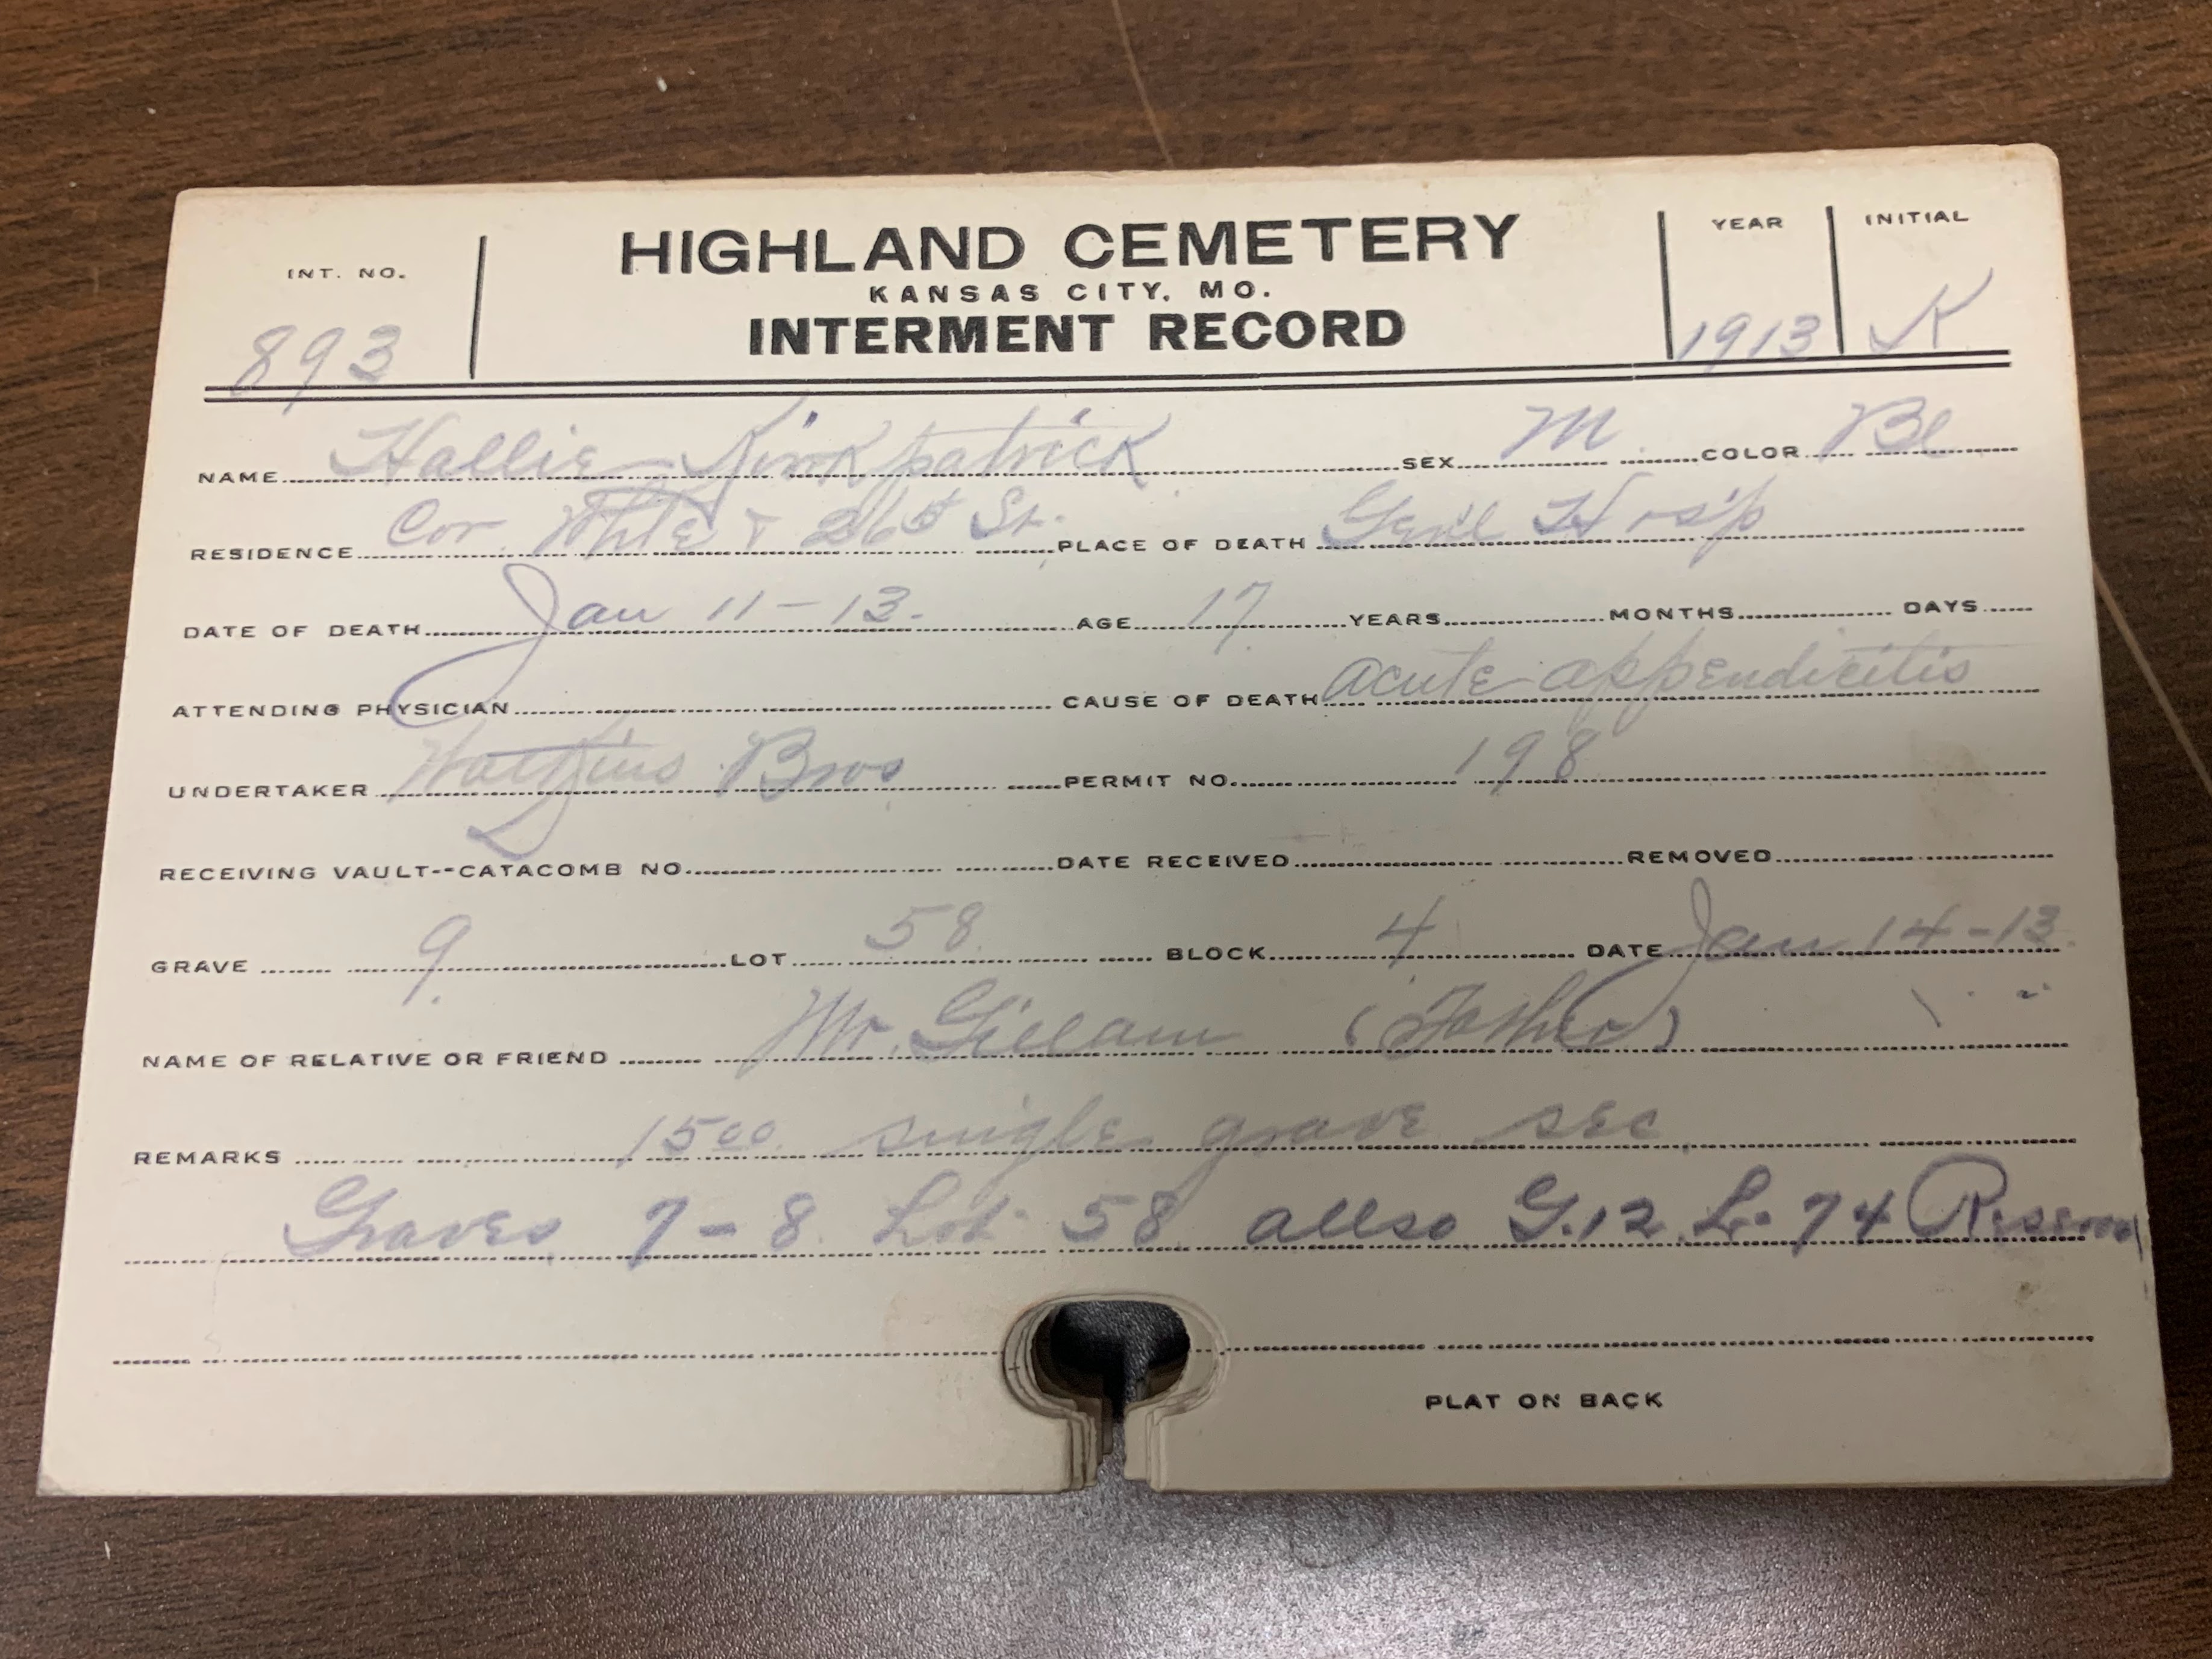 INT. NO. HIGHLAND CEMETERY YEAR INITIAL
KANSAS CITY, MO.
893 INTERMENT RECORD 1913 K
NAME Hallie Kirkpatrick SEX M COLOR Bl
RESIDENCE Cor & 26 St. PLACE OF DEATH Gen'l Hosp
DATE OF DEATH Jan 11-13. AGE 17 YEARS MONTHS DAYS
ATTENDING PHYSICIAN CAUSE OF DEATH acute appendicitis
UNDERTAKER Watkins Bros PERMIT NO. 198
RECEIVING VAULT--CATACOMB NO. DATE RECEIVED REMOVED
GRAVE 9 LOT 58 BLOCK 4 DATE Jan 14-13
NAME OF RELATIVE OR FRIEND Mr. Gillam (Father)
REMARKS 1500 single grave sec
Graves 7-8 Lot 58 allso G.12 L. 74
PLAT ON BACK